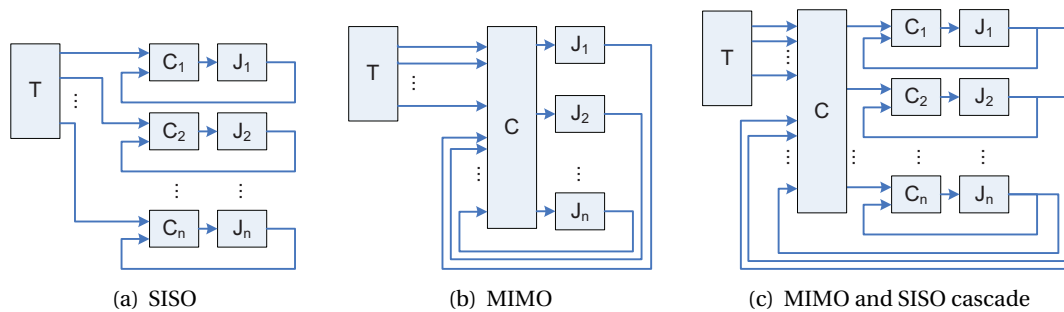 T
C1
J1
C2
J2
⋮
⋮
⋮
Cn
Jn
(a) SISO
T
⋮
C
J1
J2
⋮
⋮
Jn
(b) MIMO
T
⋮
C
C1
J1
C2
J2
⋮
⋮
⋮
⋮
Cn
Jn
(c) MIMO and SISO cascade